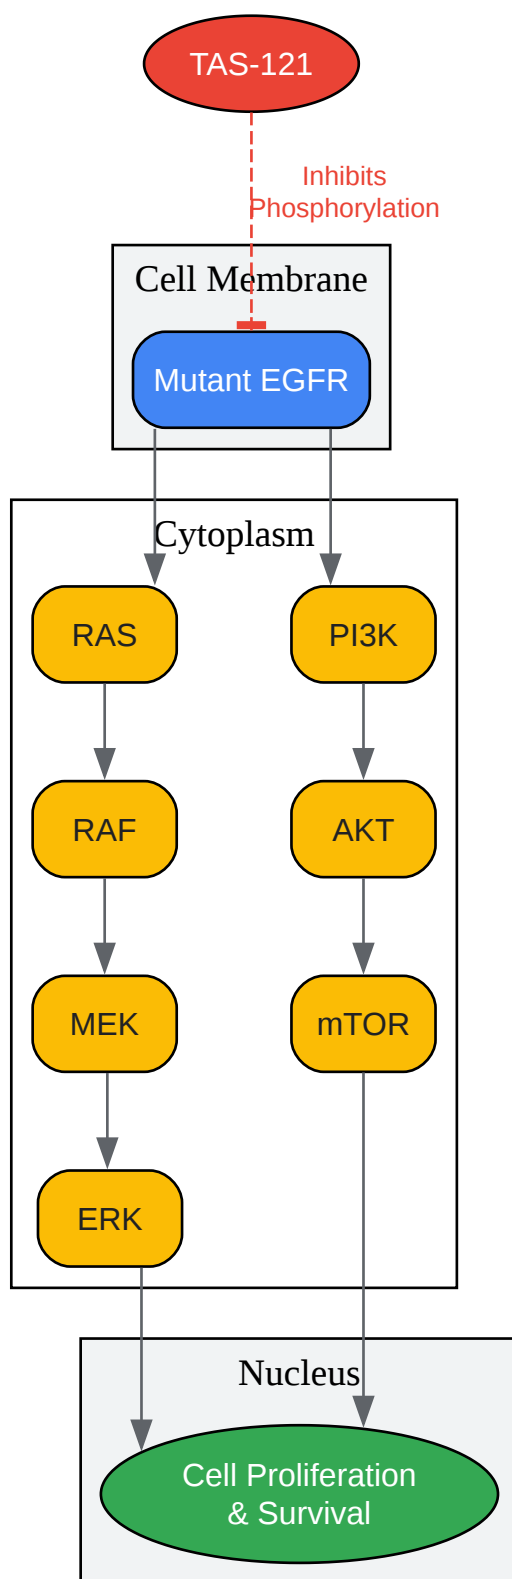 TAS-121
Inhibits
Phosphorylation
Cell Membrane
Mutant EGFR
Cytoplasm
RAS
PI3K
RAF
AKT
MEK
mTOR
ERK
Nucleus
Cell Proliferation
& Survival